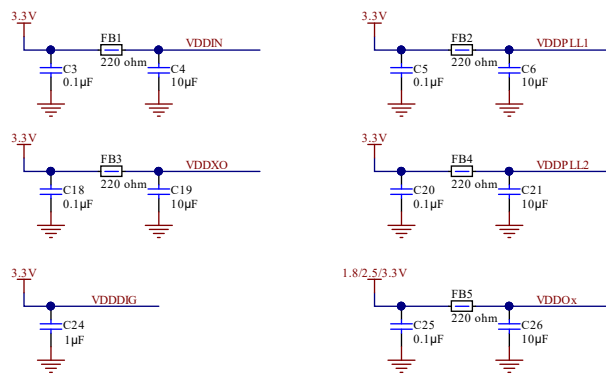 3.3V
FB1
VDDIN
220 ohm
C3
0.1µF
C4
10µF
3.3V
FB2
VDDPLL1
220 ohm
C5
0.1µF
C6
10µF
3.3V
FB3
VDDXO
220 ohm
C18
0.1µF
C19
10µF
3.3V
FB4
VDDPLL2
220 ohm
C20
0.1µF
C21
10µF
3.3V
VDDDIG
C24
1µF
1.8/2.5/3.3V
FB5
VDDOx
220 ohm
C25
0.1µF
C26
10µF